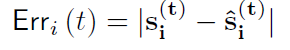 Err_i (t) = |s_i^(t) − ŝ_i^(t)|